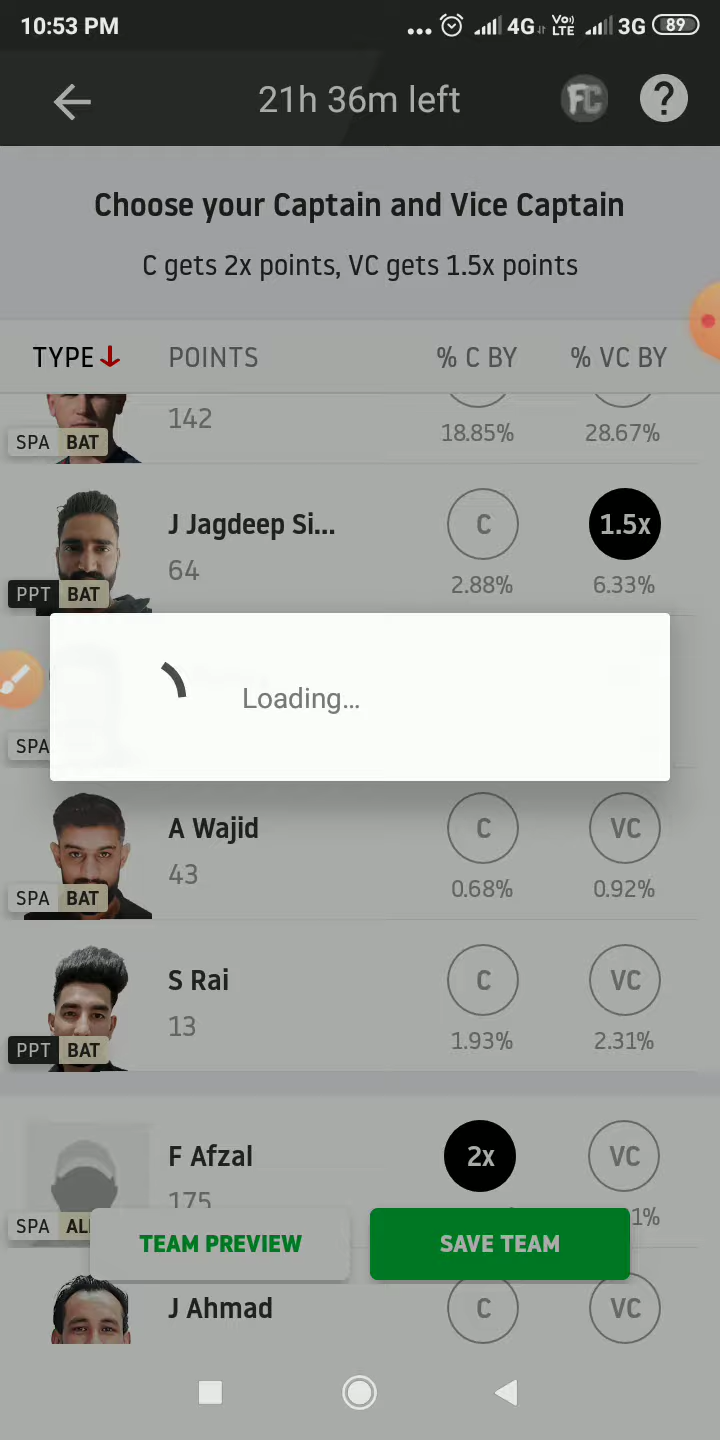 10:53 PM
4G
Vo))
LTE
3G
89
21h 36m left
FC
?
Choose your Captain and Vice Captain
C gets 2x points, VC gets 1.5x points
TYPE POINTS % C BY % VC BY
SPA BAT
142
18.85% 28.67%
J Jagdeep Si...
C 1.5x
64
PPT BAT
2.88% 6.33%
Loading...
SPA
A Wajid
C VC
43
SPA BAT
0.68% 0.92%
S Rai
C VC
13
PPT BAT
1.93% 2.31%
F Afzal
2x VC
175
SPA AL
1%
TEAM PREVIEW
SAVE TEAM
J Ahmad
C VC